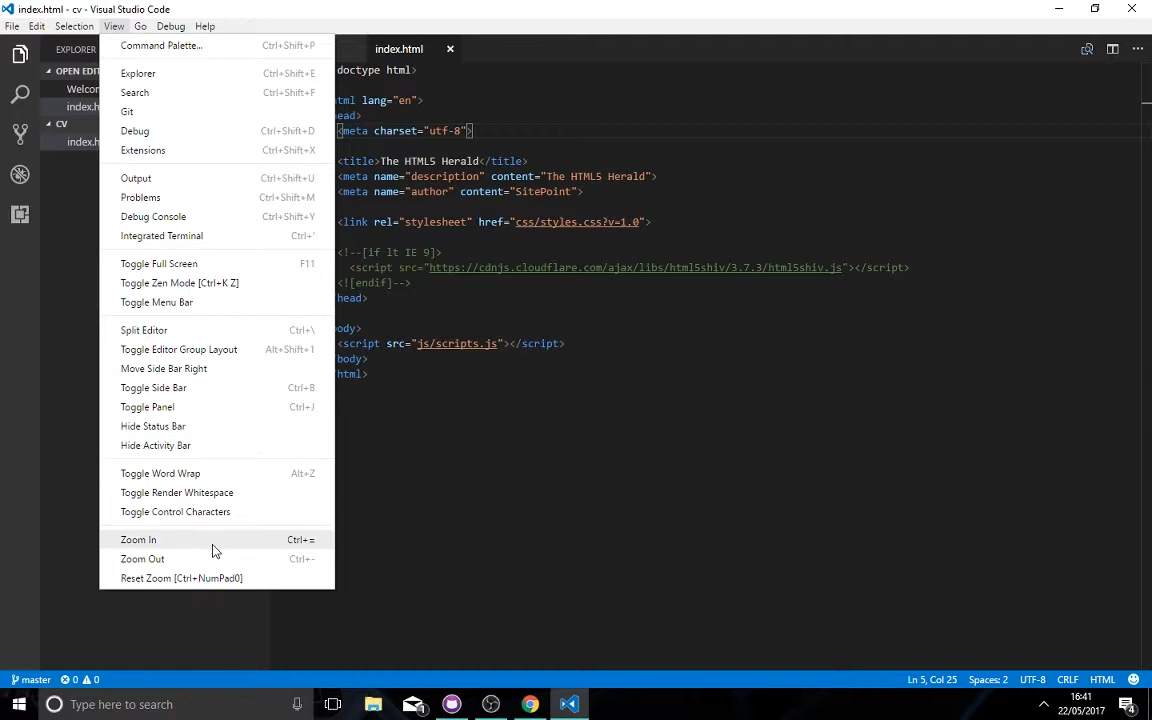 index.html - cv - Visual Studio Code
File Edit Selection View Go Debug Help
EXPLORER
OPEN EDIT
Welcom
index.h
CV
index.h
Command Palette... Ctrl+Shift+P
Explorer Ctrl+Shift+E
Search Ctrl+Shift+F
Git
Debug Ctrl+Shift+D
Extensions Ctrl+Shift+X
Output Ctrl+Shift+U
Problems Ctrl+Shift+M
Debug Console Ctrl+Shift+Y
Integrated Terminal Ctrl+'
Toggle Full Screen F11
Toggle Zen Mode [Ctrl+K Z]
Toggle Menu Bar
Split Editor Ctrl+\
Toggle Editor Group Layout Alt+Shift+1
Move Side Bar Right
Toggle Side Bar Ctrl+B
Toggle Panel Ctrl+J
Hide Status Bar
Hide Activity Bar
Toggle Word Wrap Alt+Z
Toggle Render Whitespace
Toggle Control Characters
Zoom In Ctrl+=
Zoom Out Ctrl+-
Reset Zoom [Ctrl+NumPad0]
index.html
doctype html>
tml lang="en">
ead>
<meta charset="utf-8">
<title>The HTML5 Herald</title>
<meta name="description" content="The HTML5 Herald">
<meta name="author" content="SitePoint">
<link rel="stylesheet" href="css/styles.css?v=1.0">
<!--[if lt IE 9]>
<script src="https://cdnjs.cloudflare.com/ajax/libs/html5shiv/3.7.3/html5shiv.js"></script>
<![endif]-->
head>
ody>
<script src="js/scripts.js"></script>
/body>
/html>
master 0 0 Ln 5, Col 25 Spaces: 2 UTF-8 CRLF HTML
Type here to search
1
16:41
22/05/2017
4